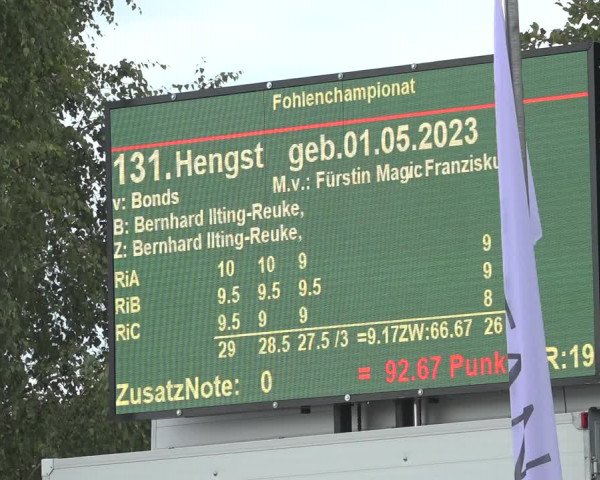 Fohlenchampionat
131. Hengst geb.01.05.2023
v: Bonds M.v.: Fürstin Magic Franzisku
B: Bernhard Ilting-Reuke,
Z: Bernhard Ilting-Reuke,
RiA 10 10 9 9
RiB 9.5 9.5 9.5 9
RiC 9.5 9 9 8
29 28.5 27.5 /3 =9.17ZW:66.67 26
ZusatzNote: 0 = 92.67 Punk R:19